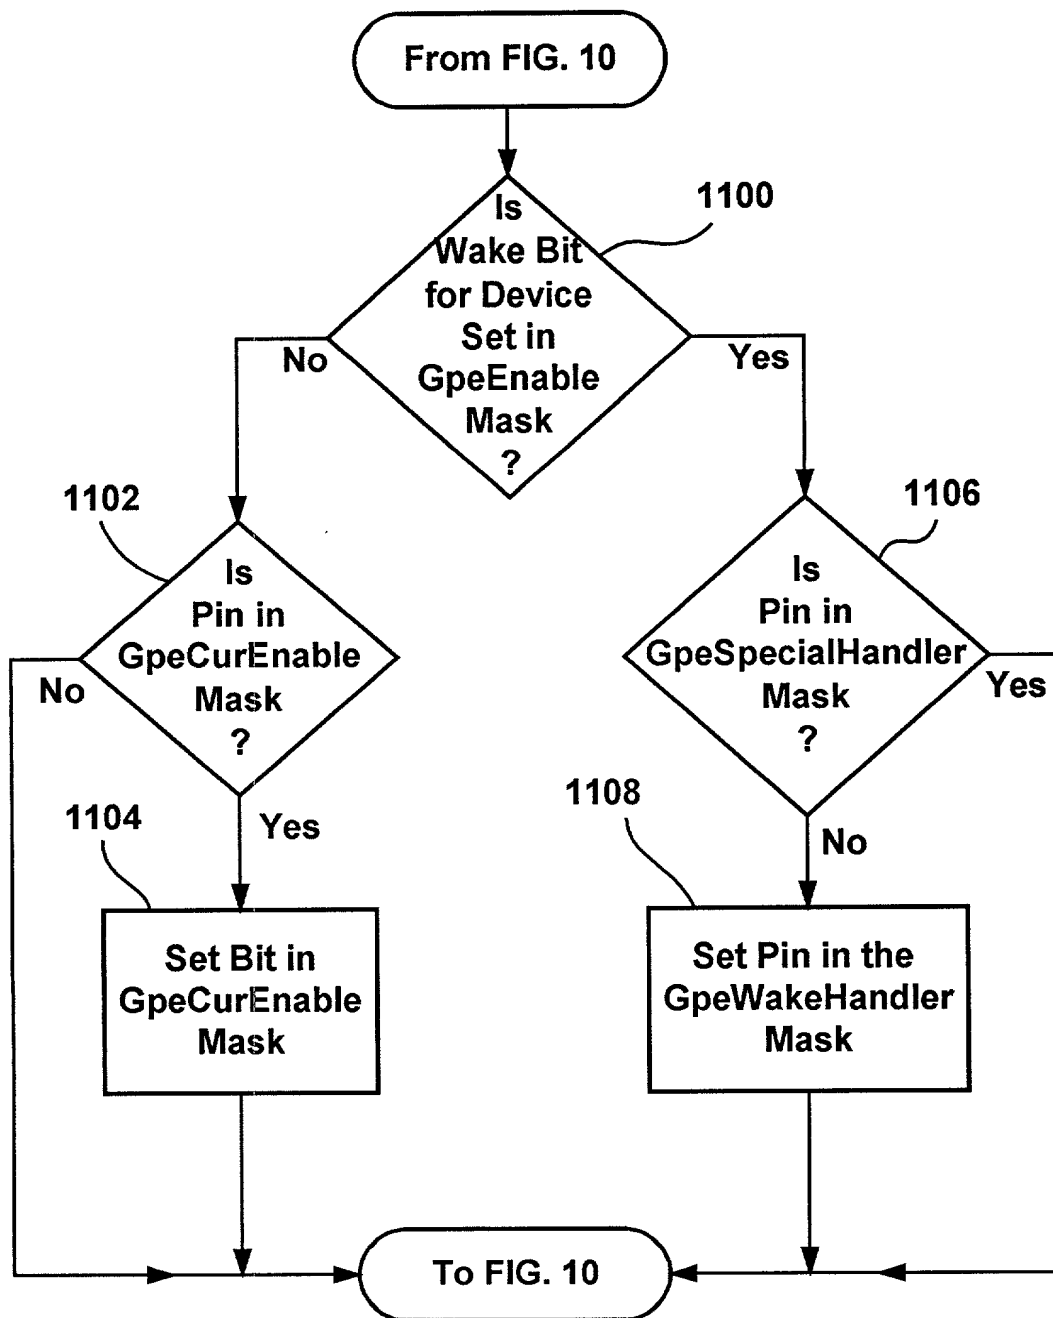 From FIG. 10
1100
Is
Wake Bit
for Device
Set in
GpeEnable
Mask
?
No
Yes
1102
Is
Pin in
GpeCurEnable
Mask
?
No
Yes
1106
Is
Pin in
GpeSpecialHandler
Mask
?
Yes
No
1104
Set Bit in
GpeCurEnable
Mask
1108
Set Pin in the
GpeWakeHandler
Mask
To FIG. 10